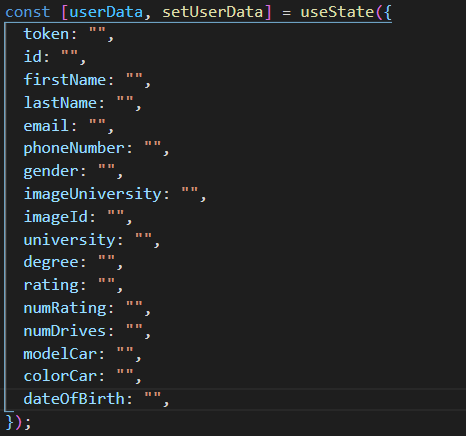 const [userData, setUserData] = useState({
token: "",
id: "",
firstName: "",
lastName: "",
email: "",
phoneNumber: "",
gender: "",
imageUniversity: "",
imageId: "",
university: "",
degree: "",
rating: "",
numRating: "",
numDrives: "",
modelCar: "",
colorCar: "",
dateOfBirth: "",
});